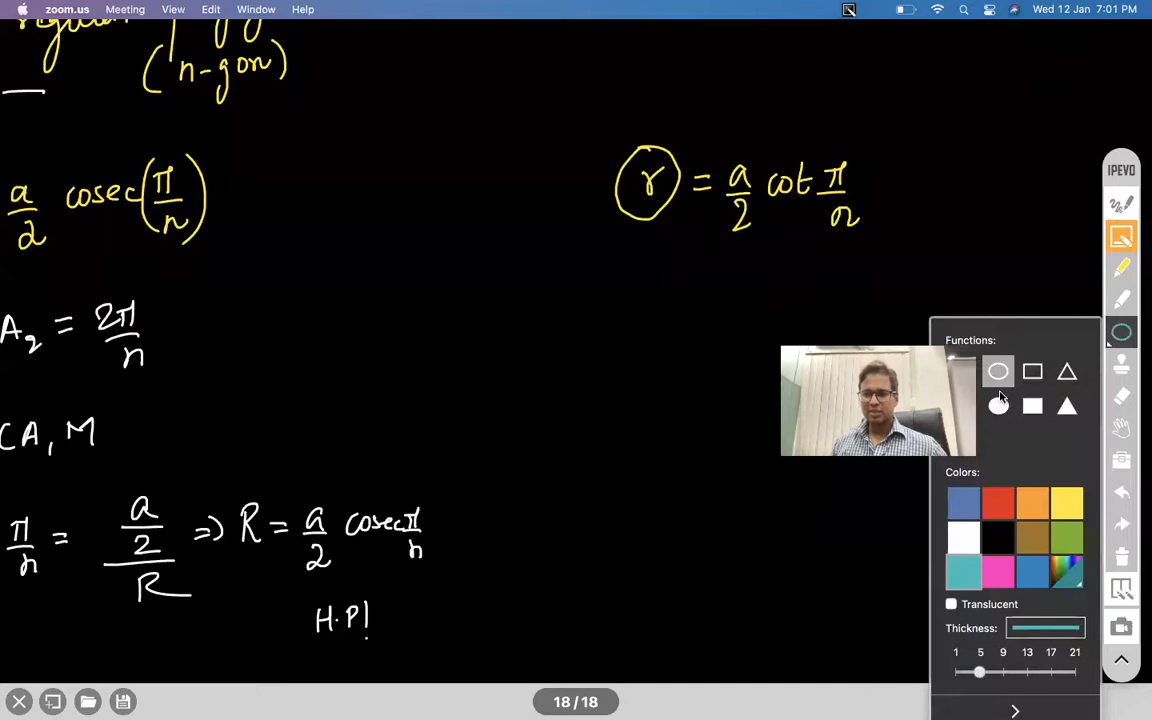 zoom.us Meeting View Edit Window Help
Wed 12 Jan 7:01 PM
regular
(n-gon)
a/2 cosec(π/n)
r = a/2 cot π/n
A₂ = 2π/n
CA, M
π/n = (a/2)/R ⇒ R = a/2 cosec π/n
H.P!
IPEVO
Functions:
Colors:
Translucent
Thickness:
1 5 9 13 17 21
18 / 18